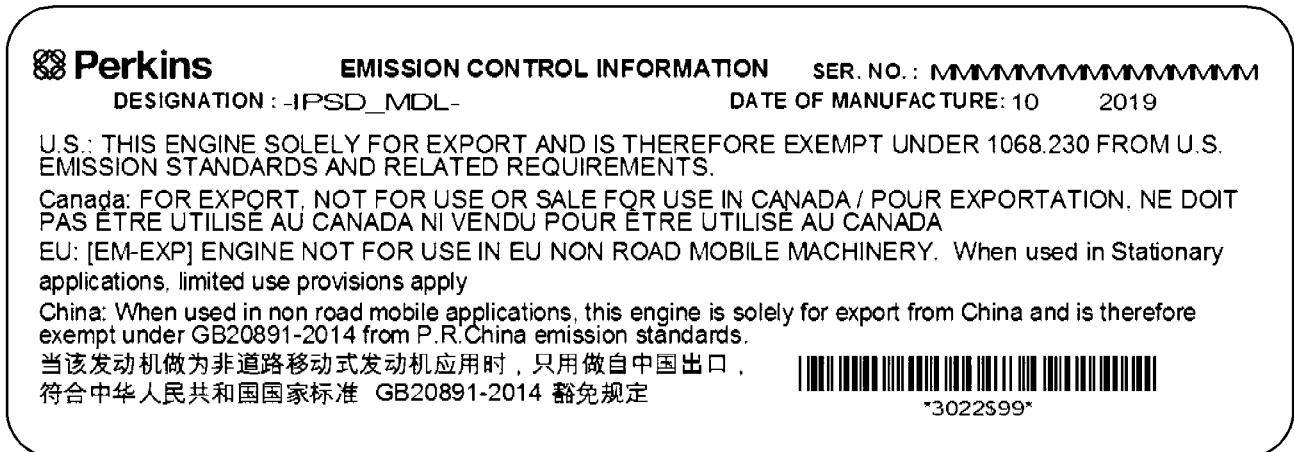 Perkins EMISSION CONTROL INFORMATION SER. NO. : MMMMMMMMMMMMMMMM
DESIGNATION : -IPSD_MDL- DATE OF MANUFACTURE: 10 2019
U.S.: THIS ENGINE SOLELY FOR EXPORT AND IS THEREFORE EXEMPT UNDER 1068.230 FROM U.S.
EMISSION STANDARDS AND RELATED REQUIREMENTS.
Canada: FOR EXPORT, NOT FOR USE OR SALE FOR USE IN CANADA / POUR EXPORTATION, NE DOIT
PAS ÊTRE UTILISÉ AU CANADA NI VENDU POUR ÊTRE UTILISÉ AU CANADA
EU: [EM-EXP] ENGINE NOT FOR USE IN EU NON ROAD MOBILE MACHINERY. When used in Stationary
applications, limited use provisions apply
China: When used in non road mobile applications, this engine is solely for export from China and is therefore
exempt under GB20891-2014 from P.R.China emission standards.
当该发动机做为非道路移动式发动机应用时，只用做自中国出口，
符合中华人民共和国国家标准 GB20891-2014 豁免规定
*3022S99*